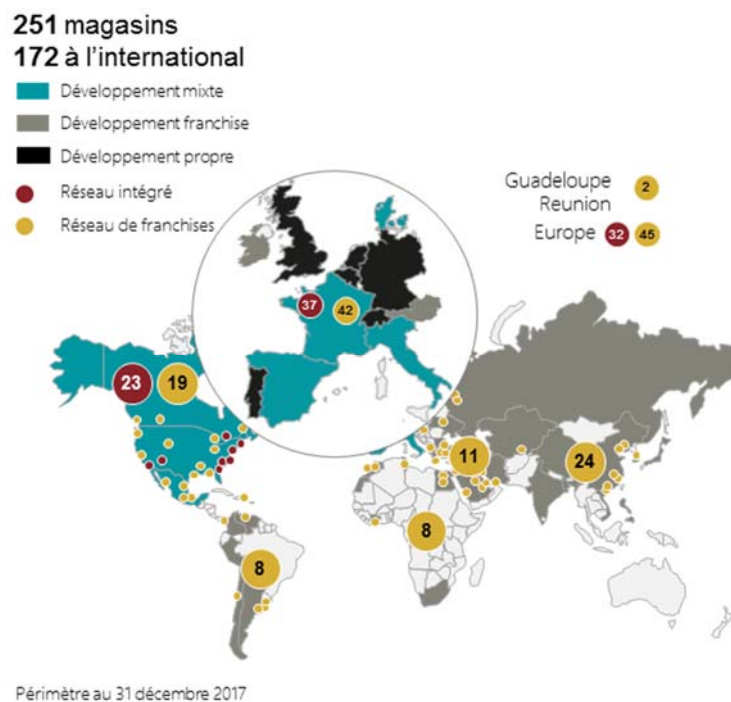 251 magasins
172 à l'international
Développement mixte
Développement franchise
Développement propre
Réseau intégré
Réseau de franchises
Guadeloupe 2
Reunion
Europe 32 45
37 42
23 19
11
24
8
8
Périmètre au 31 décembre 2017